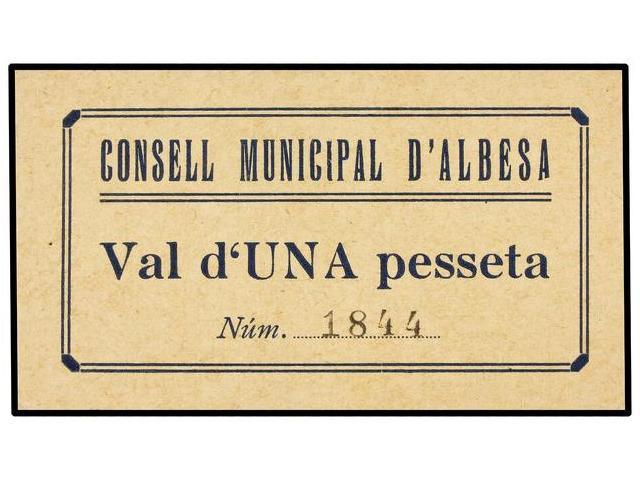 CONSELL MUNICIPAL D'ALBESA
Val d‘UNA pesseta
Núm. 1844